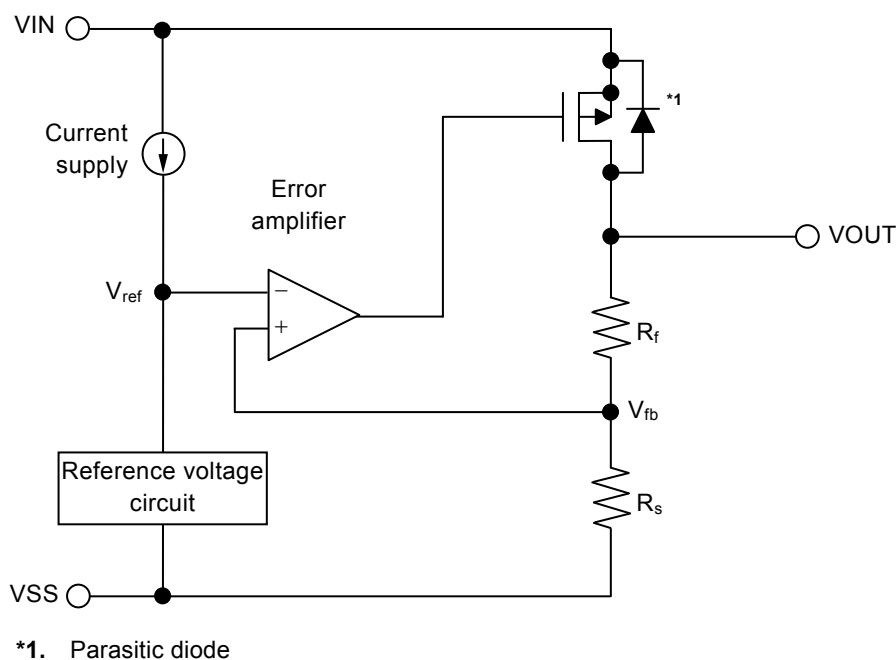 VIN
*1
Current
supply
Error
amplifier
VOUT
Vref
−
+
Rf
Vfb
Reference voltage
circuit
Rs
VSS
*1. Parasitic diode